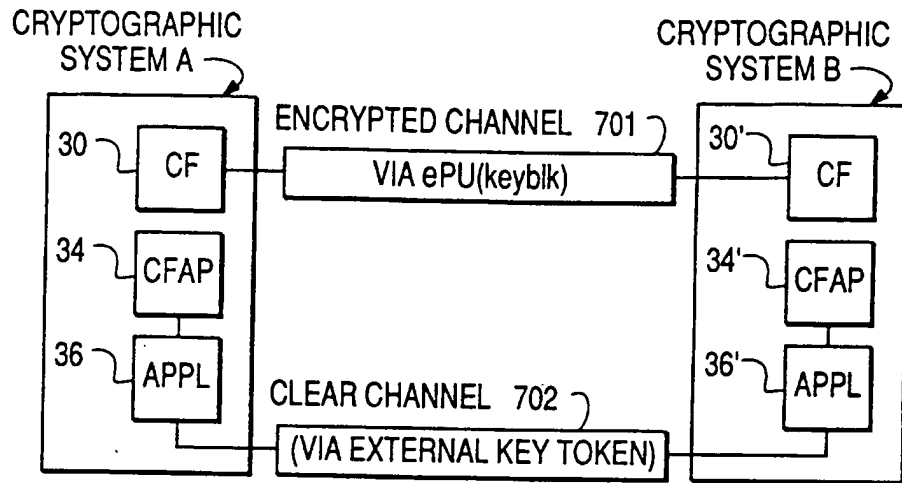 CRYPTOGRAPHIC
SYSTEM A
CRYPTOGRAPHIC
SYSTEM B
ENCRYPTED CHANNEL 701
30
CF
VIA ePU(keyblk)
30'
CF
34
CFAP
34'
CFAP
36
APPL
36'
APPL
CLEAR CHANNEL 702
(VIA EXTERNAL KEY TOKEN)